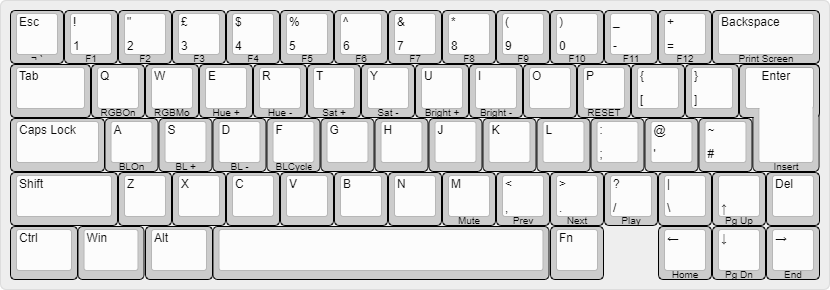 Esc ! " £ $ % ^ & * ( ) _ + Backspace
1 2 3 4 5 6 7 8 9 0 - =
¬ ` F1 F2 F3 F4 F5 F6 F7 F8 F9 F10 F11 F12 Print Screen
Tab Q W E R T Y U I O P { } Enter
[ ]
RGBOn RGBMo Hue + Hue - Sat + Sat - Bright + Bright - RESET
Caps Lock A S D F G H J K L : @ ~
; ' #
BLOn BL + BL - BLCycle Insert
Shift Z X C V B N M < > ? | Del
, . / \ ↑
Mute Prev Next Play Pg Up
Ctrl Win Alt Fn ← ↓ →
Home Pg Dn End